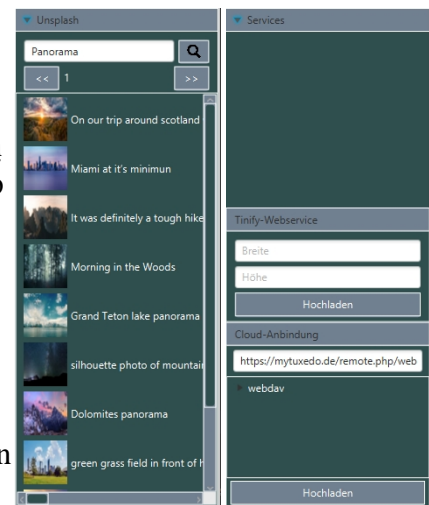 Unsplash
Panorama
<< 1 >>
On our trip around scotland
Miami at it's minimun
It was definitely a tough hike
Morning in the Woods
Grand Teton lake panorama
silhouette photo of mountain
Dolomites panorama
green grass field in front of h
n
Services
Tinify-Webservice
Breite
Höhe
Hochladen
Cloud-Anbindung
https://mytuxedo.de/remote.php/web
webdav
Hochladen